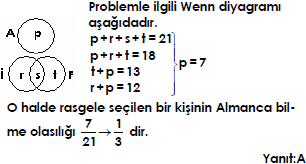 Problemle ilgili Wenn diyagramı
aşağıdadır.
A p
p+r+s+t=21
p+r+t=18
t+p=13
r+p=12
p=7
İ r s t F
O halde rasgele seçilen bir kişinin Almanca bil-
me olasılığı 7/21 → 1/3 dir.
Yanıt:A